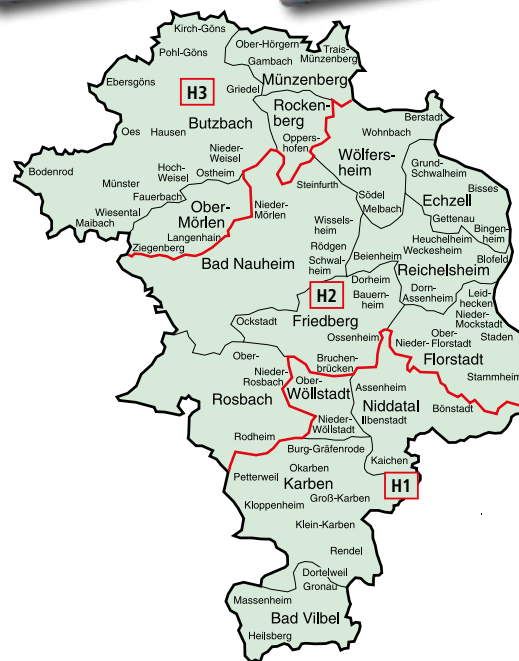 Kirch-Göns
Ober-Hörgern
Trais-
Münzenberg
Pohl-Göns
Gambach
Münzenberg
Ebersgöns
H3
Griedel
Rocken-
berg
Butzbach
Oes
Hausen
Oppers-
hofen
Berstadt
Wohnbach
Wölfers-
heim
Nieder-
Weisel
Bodenrod
Hoch-
Weisel
Ostheim
Steinfurth
Grund-
Schwalheim
Münster
Fauerbach
Södel
Melbach
Echzell
Bisses
Wiesental
Maibach
Ober-
Mörlen
Nieder-
Mörlen
Gettenau
Bingen-
heim
Wissels-
heim
Langenhain
Ziegenberg
Heuchelheim
Weckesheim
Rödgen
Schwal-
heim
Beienheim
Blofeld
Bad Nauheim
Reichelsheim
Dorheim
Dorn-
Assenheim
Leid-
hecken
H2
Bauern-
heim
Nieder-
Mockstadt
Ockstadt
Friedberg
Ossenheim
Ober-
Nieder-
Florstadt
Staden
Florstadt
Ober-
Nieder-
Rosbach
Bruchen-
brücken
Stammheim
Ober-
Wöllstadt
Assenheim
Rosbach
Niddatal
Bönstadt
Nieder-
Wöllstadt
Ilbenstadt
Rodheim
Burg-Gräfenrode
Kaichen
Okarben
Petterweil
Karben
H1
Groß-Karben
Kloppenheim
Klein-Karben
Rendel
Dortelweil
Gronau
Massenheim
Bad Vilbel
Heilsberg